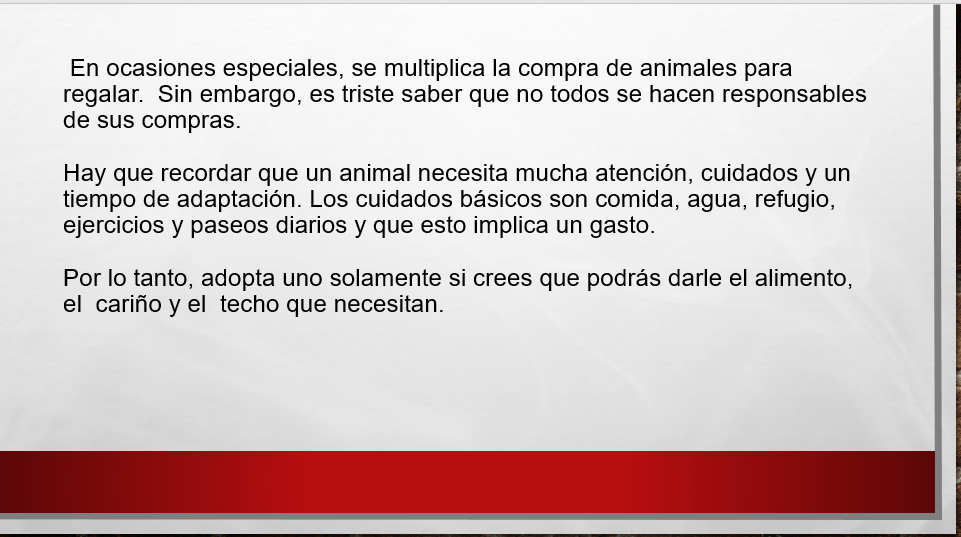 En ocasiones especiales, se multiplica la compra de animales para
regalar.  Sin embargo, es triste saber que no todos se hacen responsables
de sus compras.
Hay que recordar que un animal necesita mucha atención, cuidados y un
tiempo de adaptación. Los cuidados básicos son comida, agua, refugio,
ejercicios y paseos diarios y que esto implica un gasto.
Por lo tanto, adopta uno solamente si crees que podrás darle el alimento,
el  cariño y el  techo que necesitan.